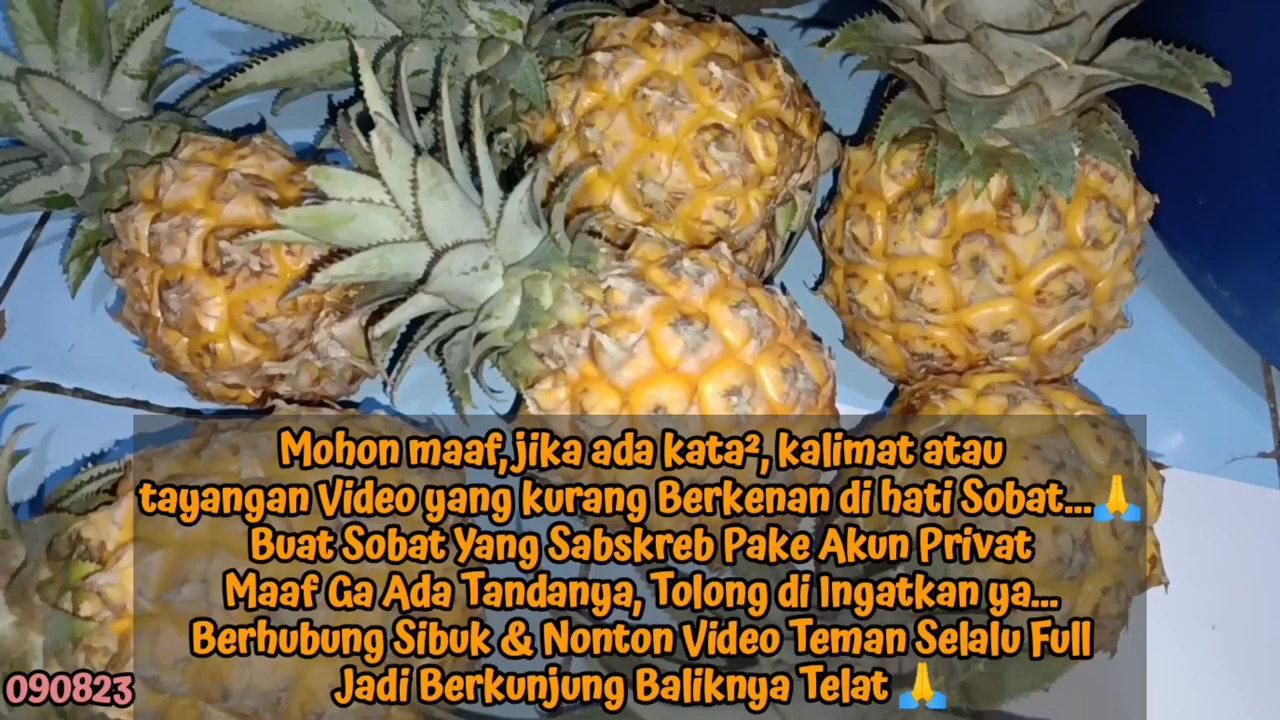 Mohon maaf, jika ada kata², kalimat atau
tayangan Video yang kurang Berkenan di hati Sobat...🙏
Buat Sobat Yang Sabskreb Pake Akun Privat
Maaf Ga Ada Tandanya, Tolong di Ingatkan ya...
Berhubung Sibuk & Nonton Video Teman Selalu Full
Jadi Berkunjung Baliknya Telat 🙏
090823